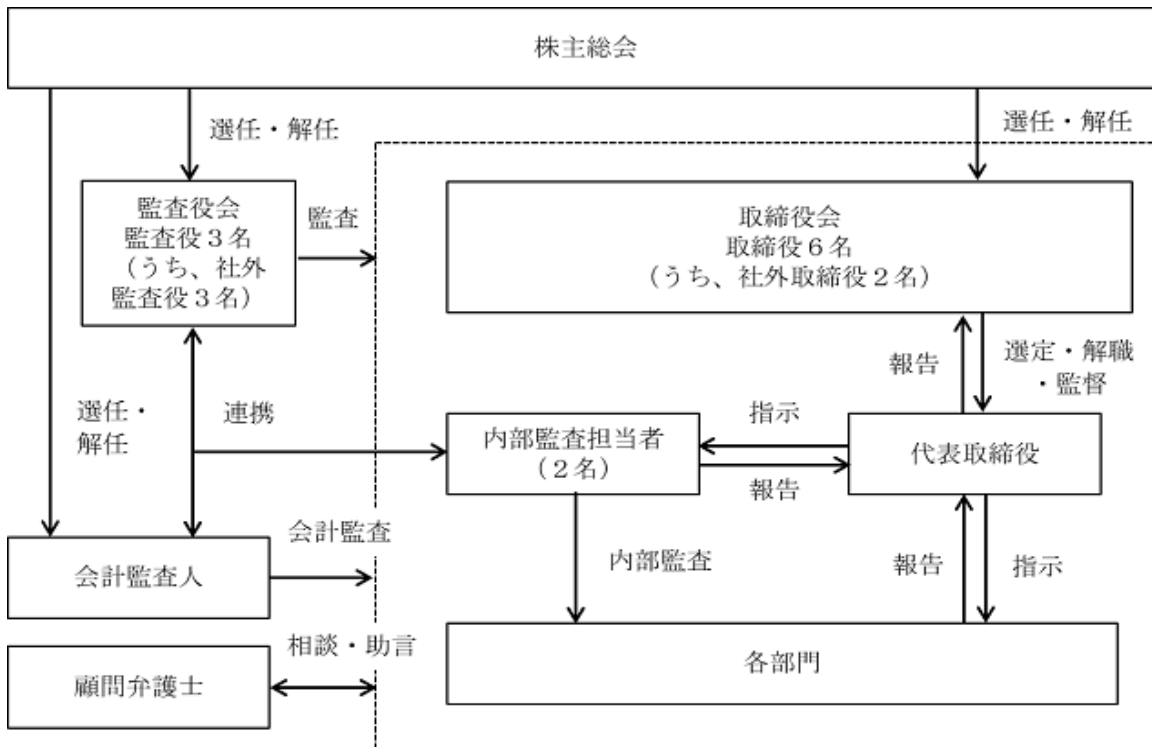 株主総会
選任・解任
選任・解任
監査役会
監査役３名
（うち、社外
監査役３名）
監査
取締役会
取締役６名
（うち、社外取締役２名）
報告
選定・解職
・監督
選任・
解任
連携
内部監査担当者
（２名）
指示
報告
代表取締役
会計監査人
会計監査
内部監査
報告
指示
顧問弁護士
相談・助言
各部門